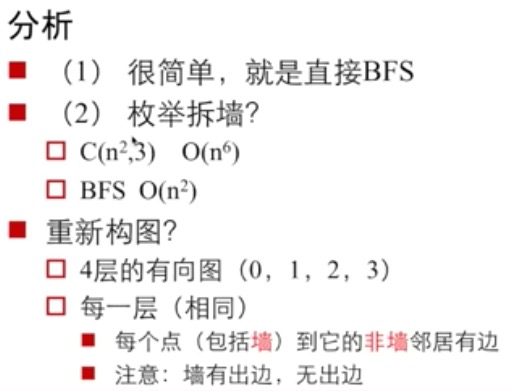 分析
（1） 很简单，就是直接BFS
（2） 枚举拆墙？
C(n²,3) O(n⁶)
BFS O(n²)
重新构图？
4层的有向图（0，1，2，3）
每一层（相同）
每个点（包括墙）到它的非墙邻居有边
注意：墙有出边，无出边